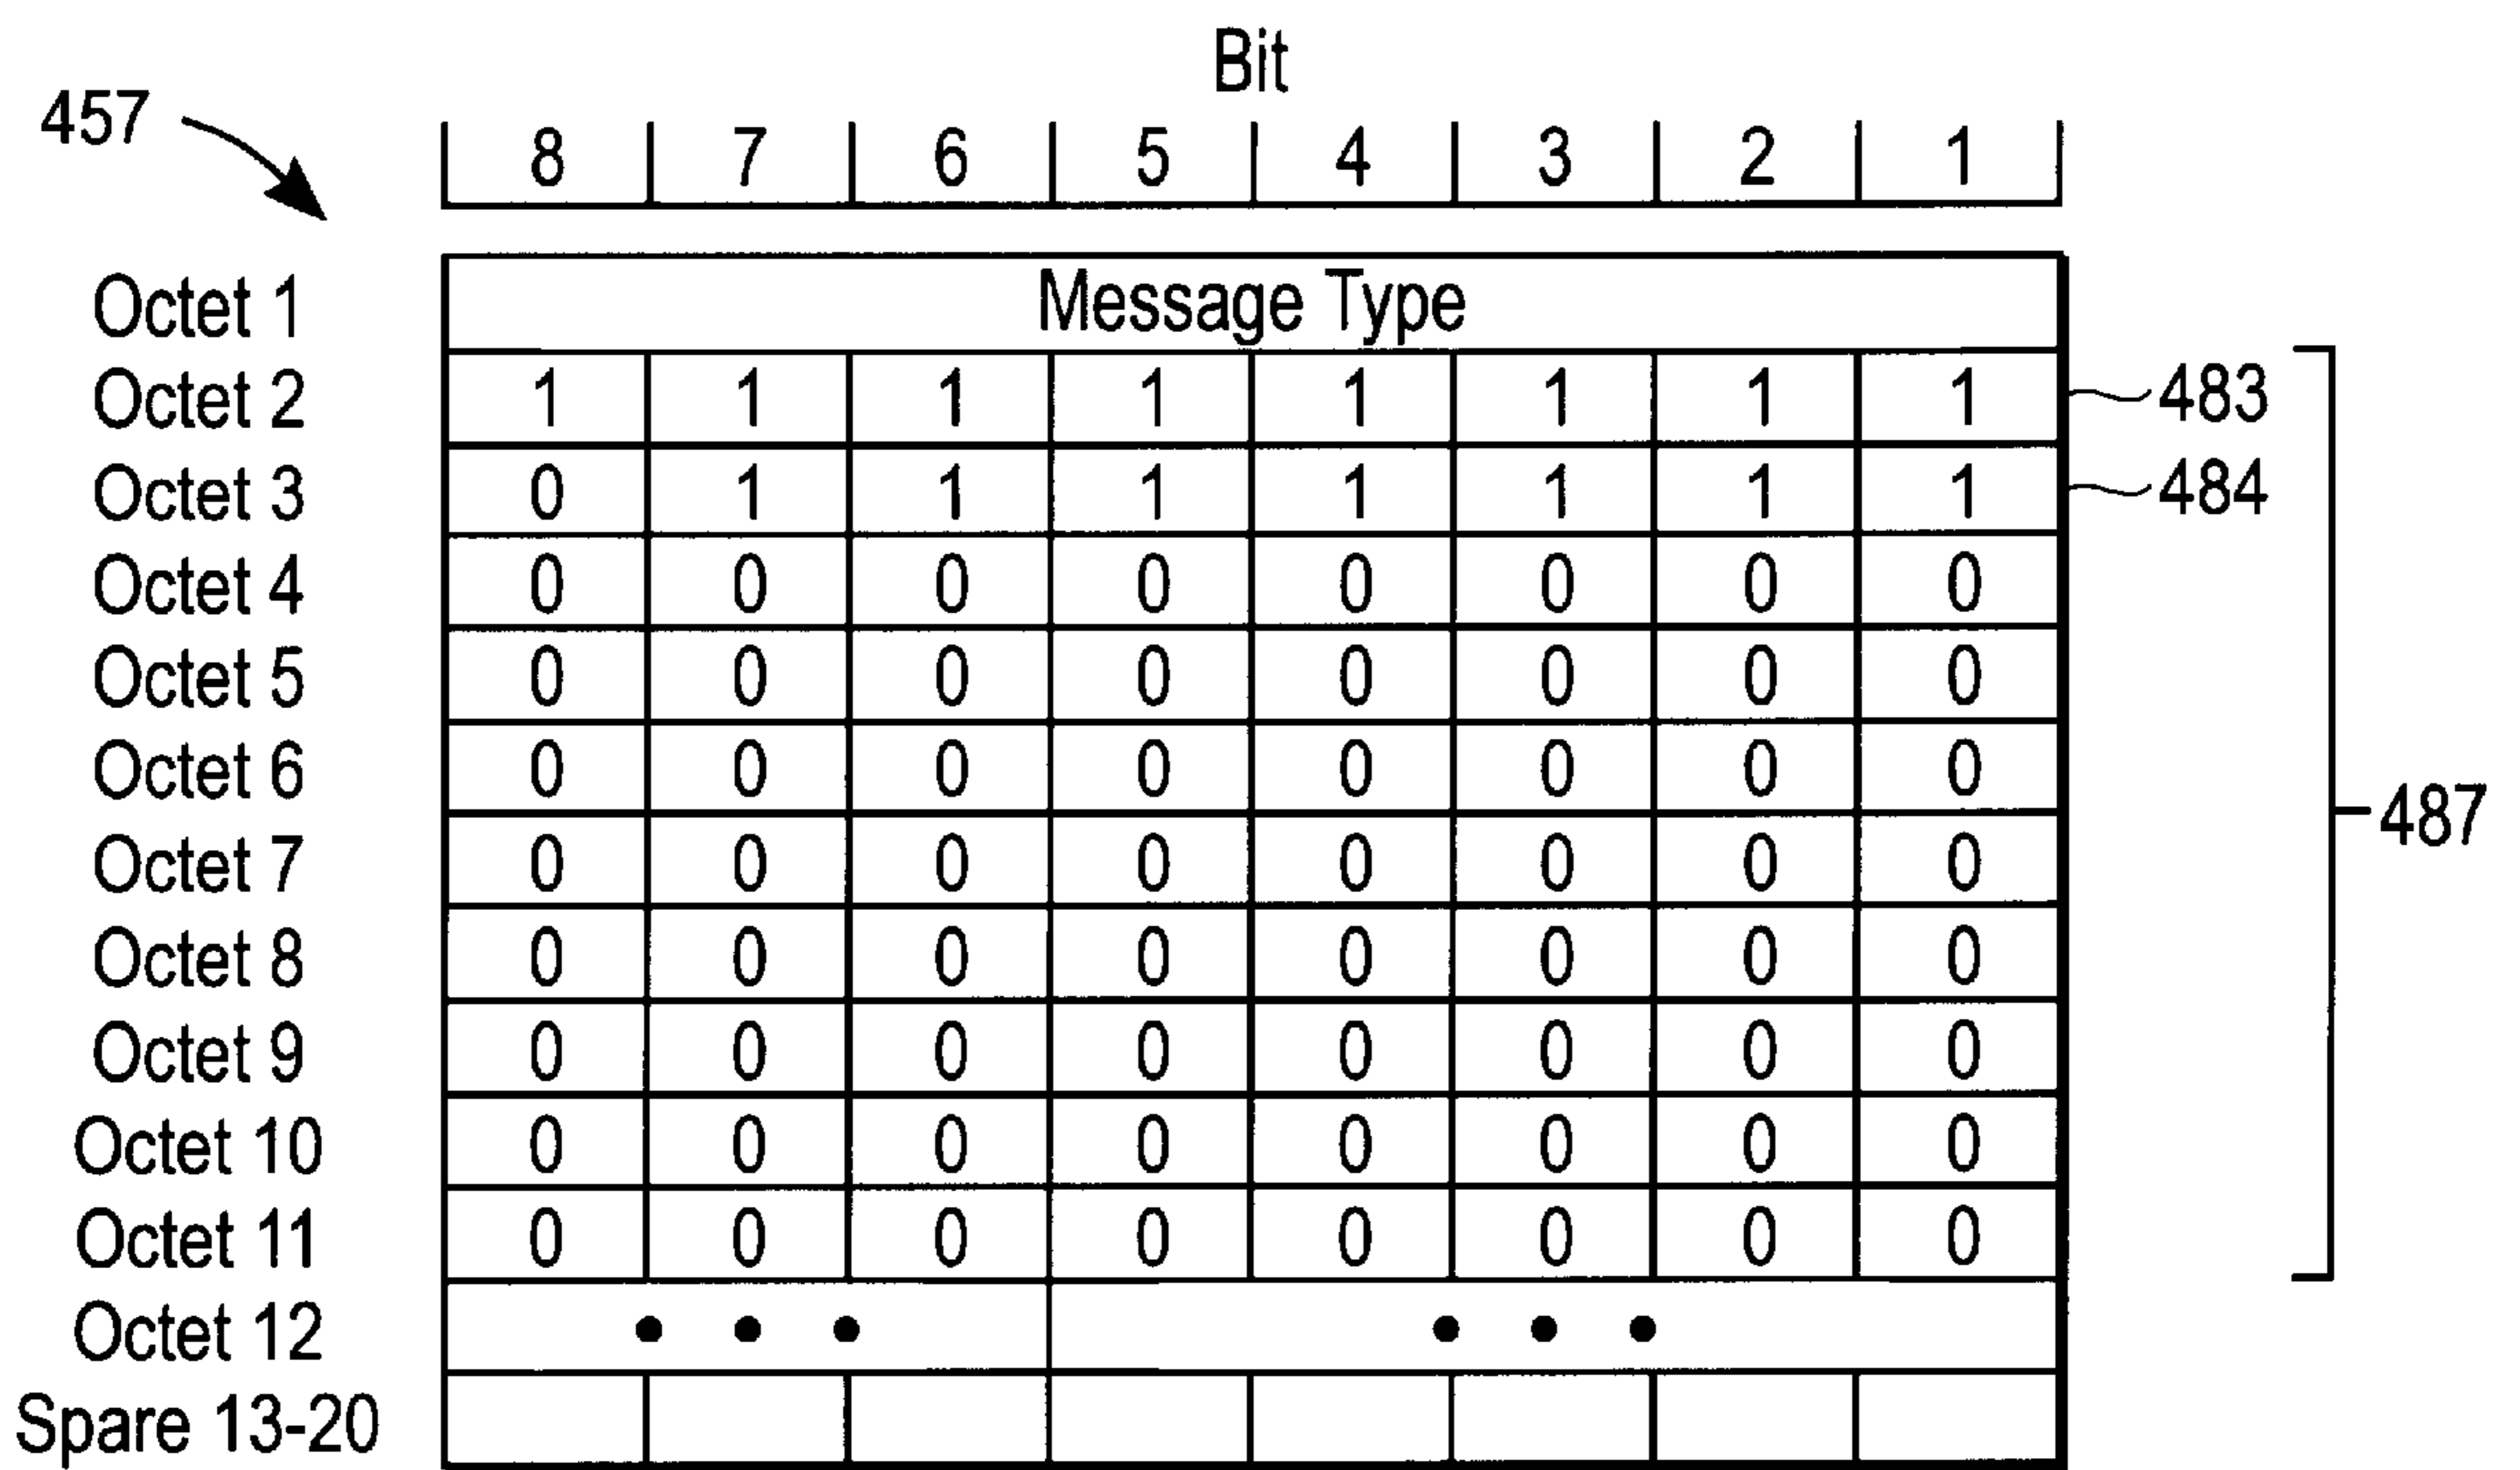 Bit
457
8 7 6 5 4 3 2 1
Octet 1 Message Type
Octet 2 1 1 1 1 1 1 1 1 483
Octet 3 0 1 1 1 1 1 1 1 484
Octet 4 0 0 0 0 0 0 0 0
Octet 5 0 0 0 0 0 0 0 0
Octet 6 0 0 0 0 0 0 0 0
Octet 7 0 0 0 0 0 0 0 0
487
Octet 8 0 0 0 0 0 0 0 0
Octet 9 0 0 0 0 0 0 0 0
Octet 10 0 0 0 0 0 0 0 0
Octet 11 0 0 0 0 0 0 0 0
Octet 12 • • • • • •
Spare 13-20